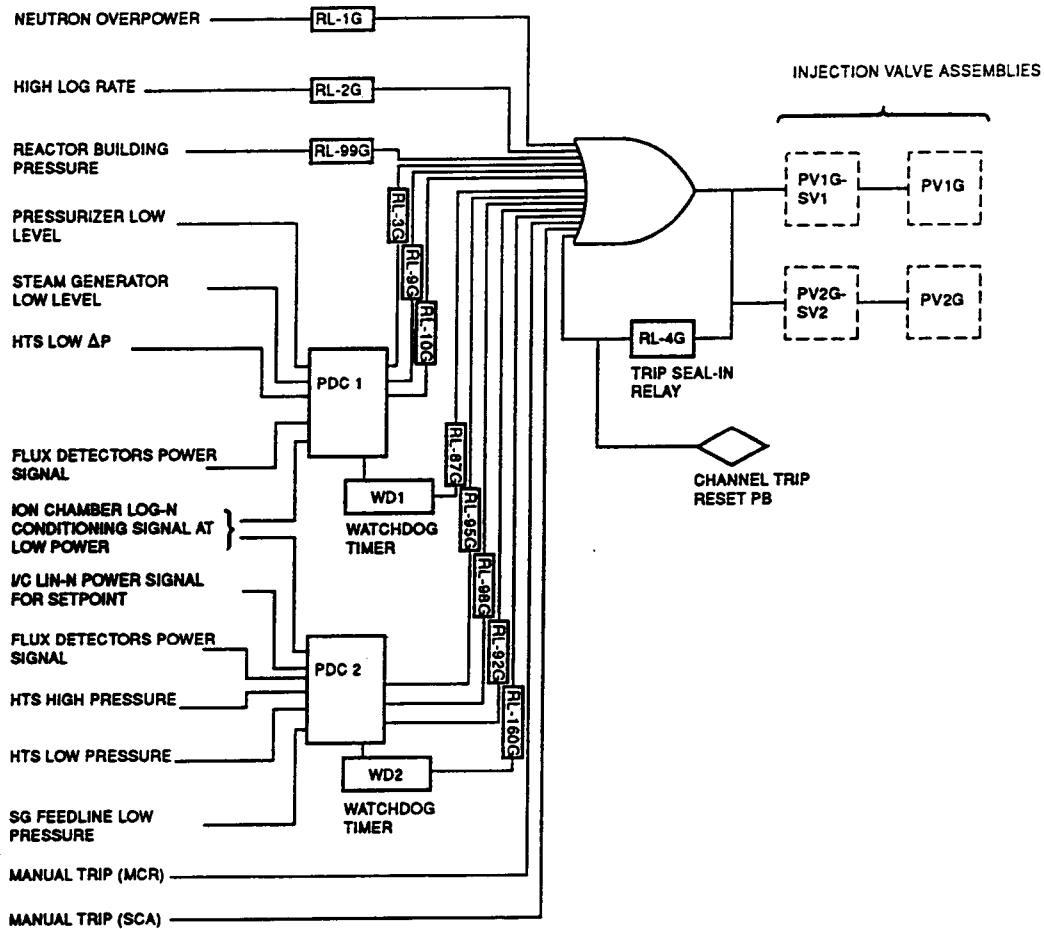 NEUTRON OVERPOWER
RL-1G
HIGH LOG RATE
RL-2G
REACTOR BUILDING
PRESSURE
RL-99G
PRESSURIZER LOW
LEVEL
STEAM GENERATOR
LOW LEVEL
HTS LOW ΔP
PDC 1
FLUX DETECTORS POWER
SIGNAL
WD1
WATCHDOG
TIMER
ION CHAMBER LOG-N
CONDITIONING SIGNAL AT
LOW POWER
I/C LIN-N POWER SIGNAL
FOR SETPOINT
FLUX DETECTORS POWER
SIGNAL
PDC 2
HTS HIGH PRESSURE
HTS LOW PRESSURE
WD2
WATCHDOG
TIMER
SG FEEDLINE LOW
PRESSURE
MANUAL TRIP (MCR)
MANUAL TRIP (SCA)
RL-3G
RL-9G
RL-10G
RL-87G
RL-95G
RL-98G
RL-92G
RL-160G
INJECTION VALVE ASSEMBLIES
PV1G-
SV1
PV1G
PV2G-
SV2
PV2G
RL-4G
TRIP SEAL-IN
RELAY
CHANNEL TRIP
RESET PB